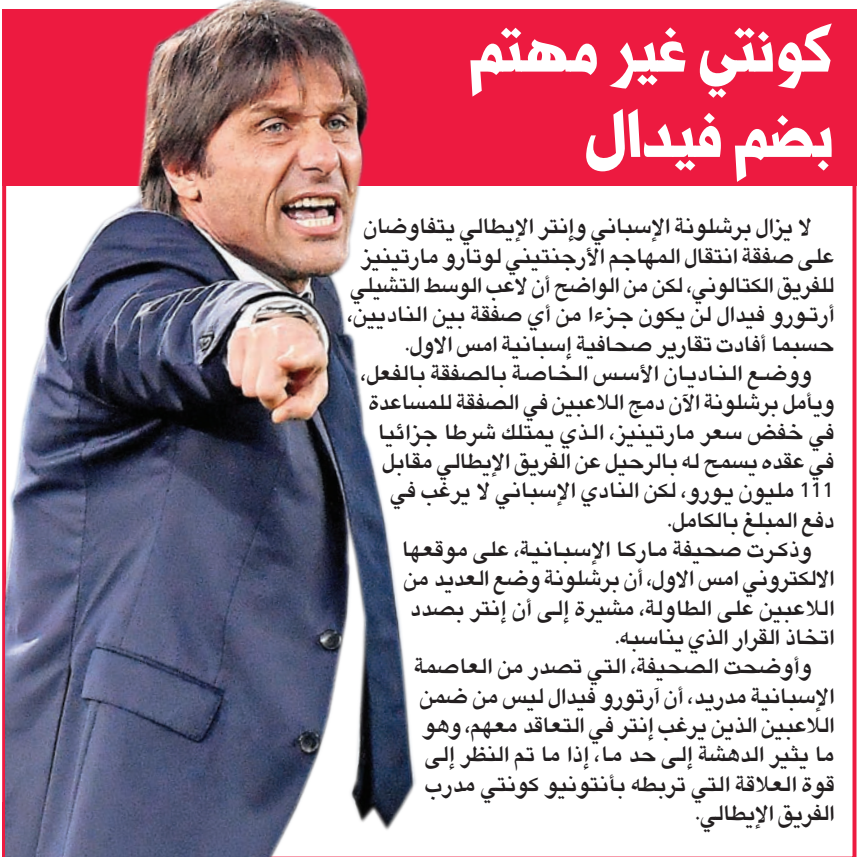 كونتي غير مهتم
بضم فيدال
لا يزال برشلونة الإسباني وإنتر الإيطالي يتفاوضان
على صفقة انتقال المهاجم الأرجنتيني لوتارو مارتينيز
للفريق الكتالوني، لكن من الواضح أن لاعب الوسط التشيلي
أرتورو فيدال لن يكون جزءا من أي صفقة بين الناديين،
حسبما أفادت تقارير صحافية إسبانية امس الاول.
ووضع الناديان الأسس الخاصة بالصفقة بالفعل،
ويأمل برشلونة الآن دمج اللاعبين في الصفقة للمساعدة
في خفض سعر مارتينيز، الذي يمتلك شرطا جزائيا
في عقده يسمح له بالرحيل عن الفريق الإيطالي مقابل
111 مليون يورو، لكن النادي الإسباني لا يرغب في
دفع المبلغ بالكامل.
وذكرت صحيفة ماركا الإسبانية، على موقعها
الالكتروني امس الاول، أن برشلونة وضع العديد من
اللاعبين على الطاولة، مشيرة إلى أن إنتر بصدد
اتخاذ القرار الذي يناسبه.
وأوضحت الصحيفة، التي تصدر من العاصمة
الإسبانية مدريد، أن آرتورو فيدال ليس من ضمن
اللاعبين الذين يرغب إنتر في التعاقد معهم، وهو
ما يثير الدهشة إلى حد ما، إذا ما تم النظر إلى
قوة العلاقة التي تربطه بأنتونيو كونتي مدرب
الفريق الإيطالي.